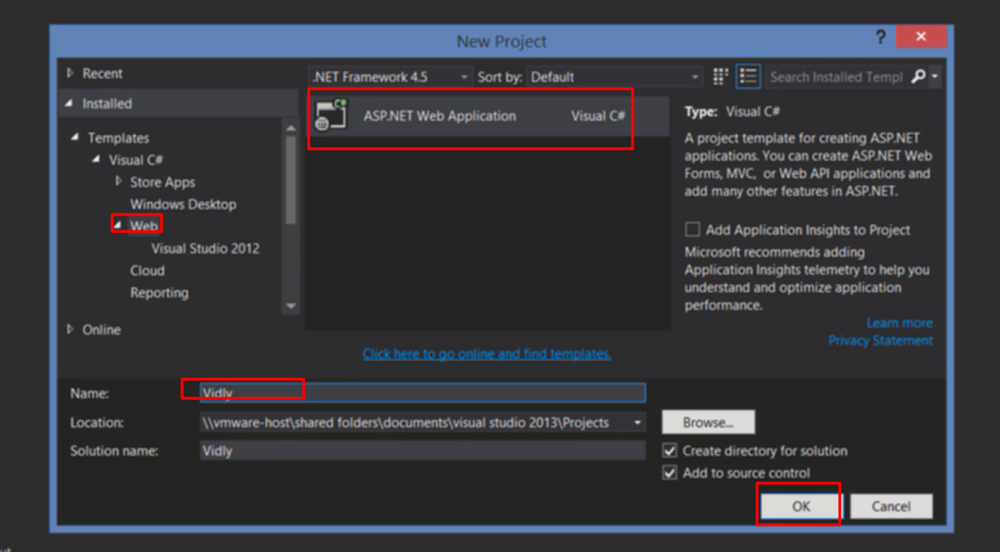 New Project
?
Recent
.NET Framework 4.5
Sort by: Default
Search Installed Templ
Installed
Templates
Visual C#
Store Apps
Windows Desktop
Web
Visual Studio 2012
Cloud
Reporting
Online
ASP.NET Web Application
Visual C#
Type: Visual C#
A project template for creating ASP.NET
applications. You can create ASP.NET Web
Forms, MVC, or Web API applications and
add many other features in ASP.NET.
Add Application Insights to Project
Microsoft recommends adding
Application Insights telemetry to help you
understand and optimize application
performance.
Learn more
Privacy Statement
Click here to go online and find templates.
Name: Vidly
Location: \\vmware-host\shared folders\documents\visual studio 2013\Projects
Browse...
Solution name: Vidly
Create directory for solution
Add to source control
OK
Cancel